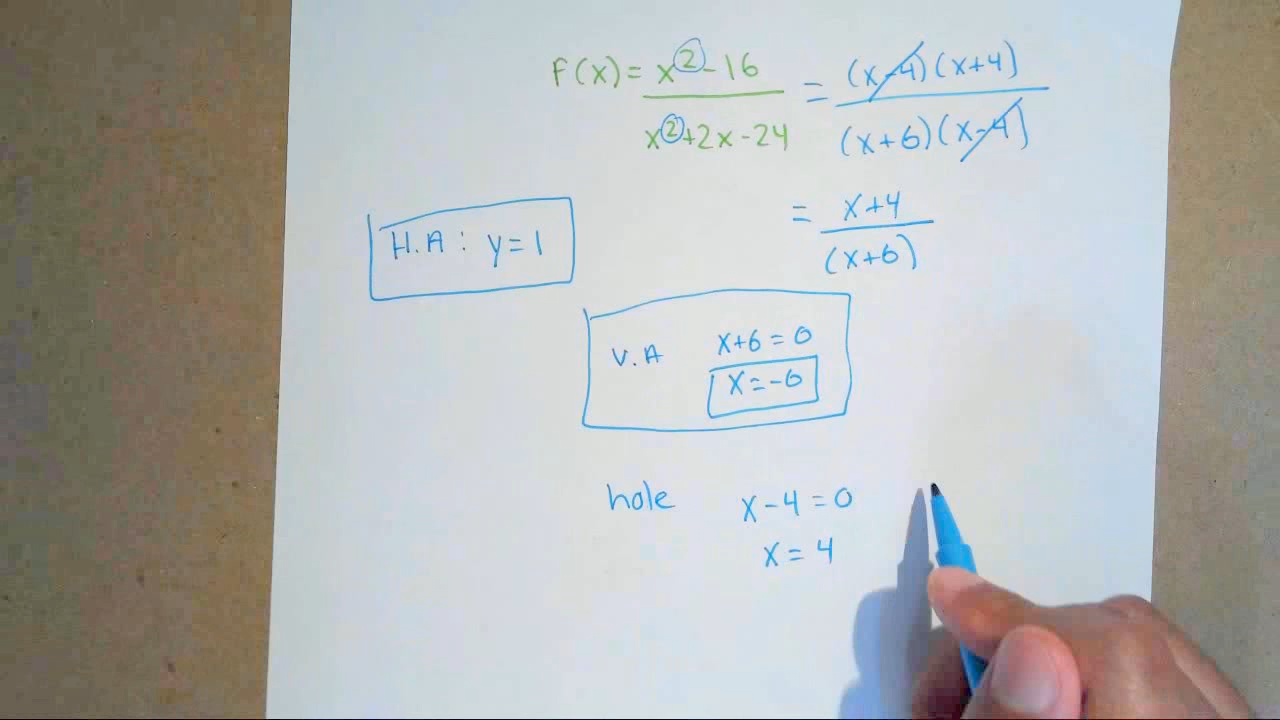 F(x) = x²-16 / x²+2x-24 = (x-4)(x+4) / (x+6)(x-4)
= x+4 / (x+6)
H.A : y=1
V.A x+6=0
x=-6
hole x-4=0
x=4